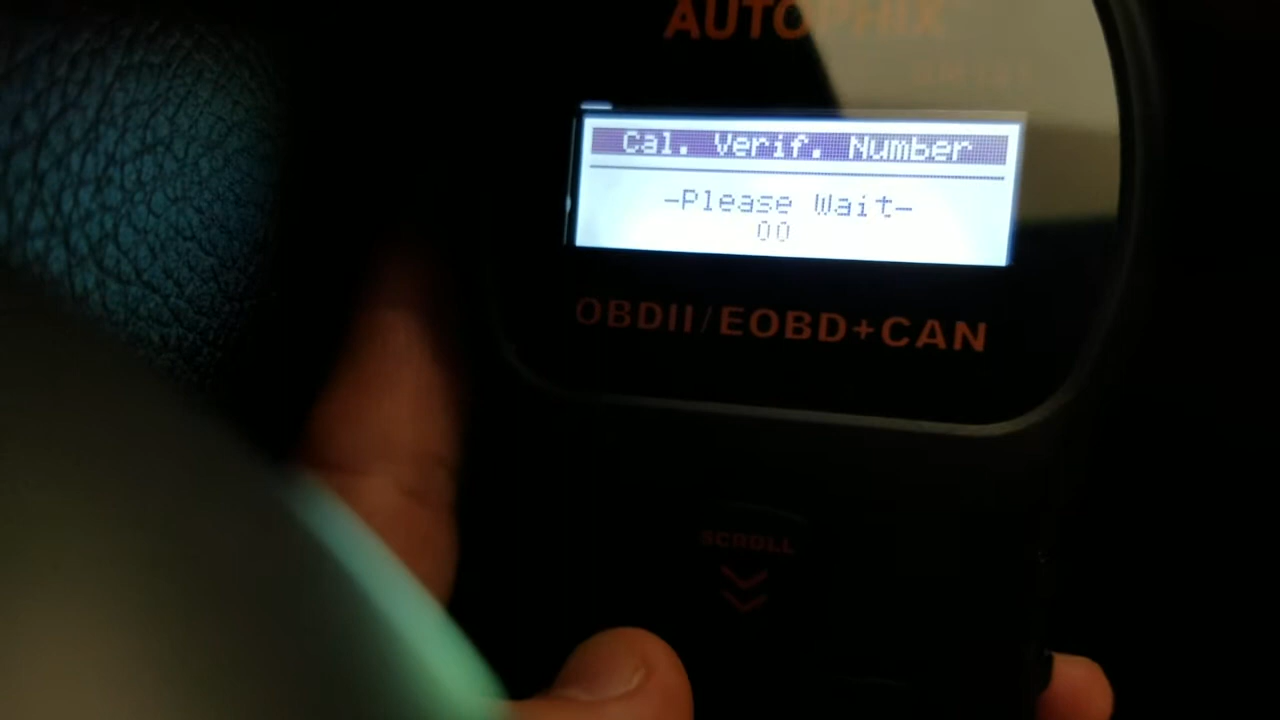 AUTOPHIX
Cal. Verif. Number
-Please Wait-
00
OBDII/EOBD+CAN
SCROLL